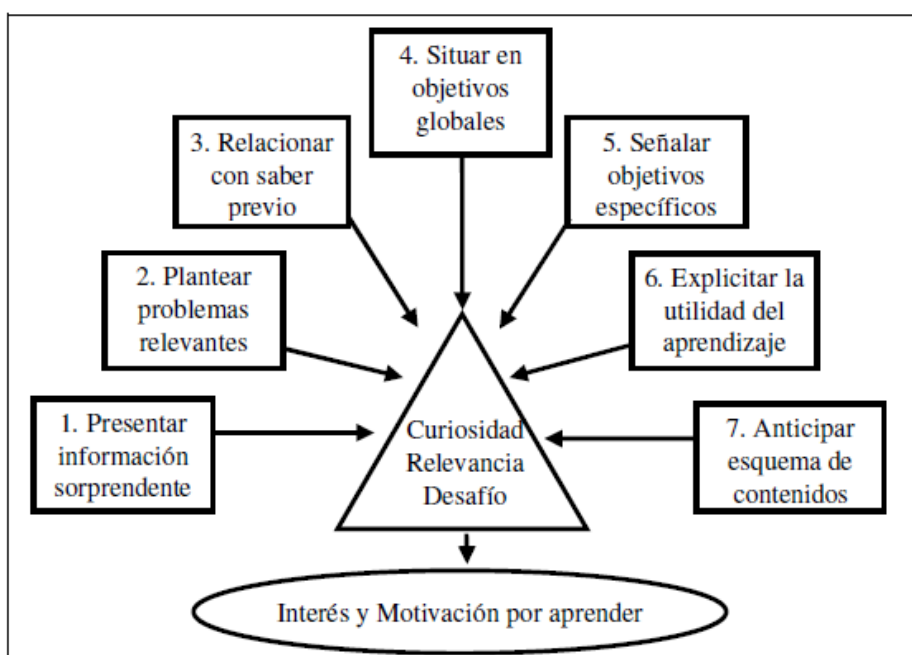 4. Situar en
objetivos
globales
3. Relacionar
con saber
previo
5. Señalar
objetivos
específicos
2. Plantear
problemas
relevantes
6. Explicitar la
utilidad del
aprendizaje
1. Presentar
información
sorprendente
Curiosidad
Relevancia
Desafío
7. Anticipar
esquema de
contenidos
Interés y Motivación por aprender